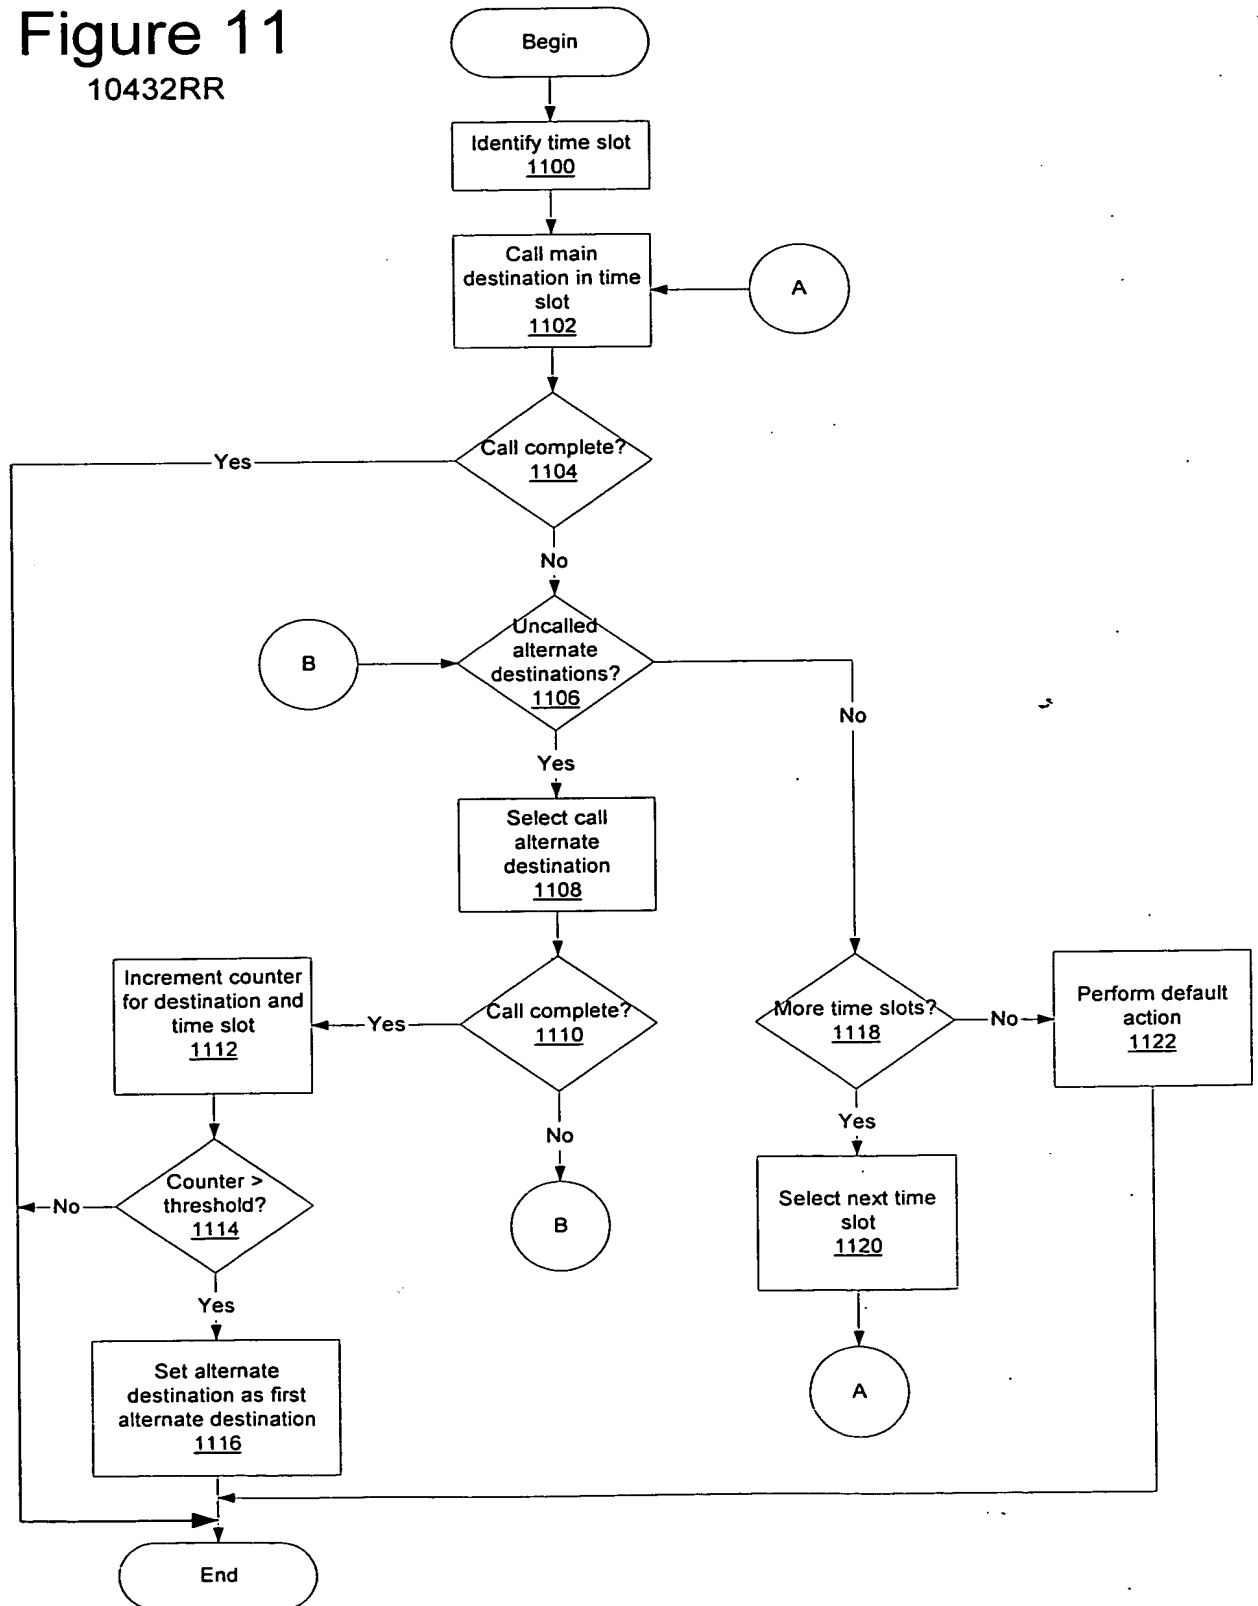 Figure 11
10432RR
Begin
Identify time slot
1100
Call main
destination in time
slot
1102
A
Call complete?
1104
Yes
No
Uncalled
alternate
destinations?
1106
B
No
Yes
Select call
alternate
destination
1108
Increment counter
for destination and
time slot
1112
Yes
Call complete?
1110
More time slots?
1118
No
Perform default
action
1122
No
Yes
Counter >
threshold?
1114
No
B
Select next time
slot
1120
Yes
Set alternate
destination as first
alternate destination
1116
A
End